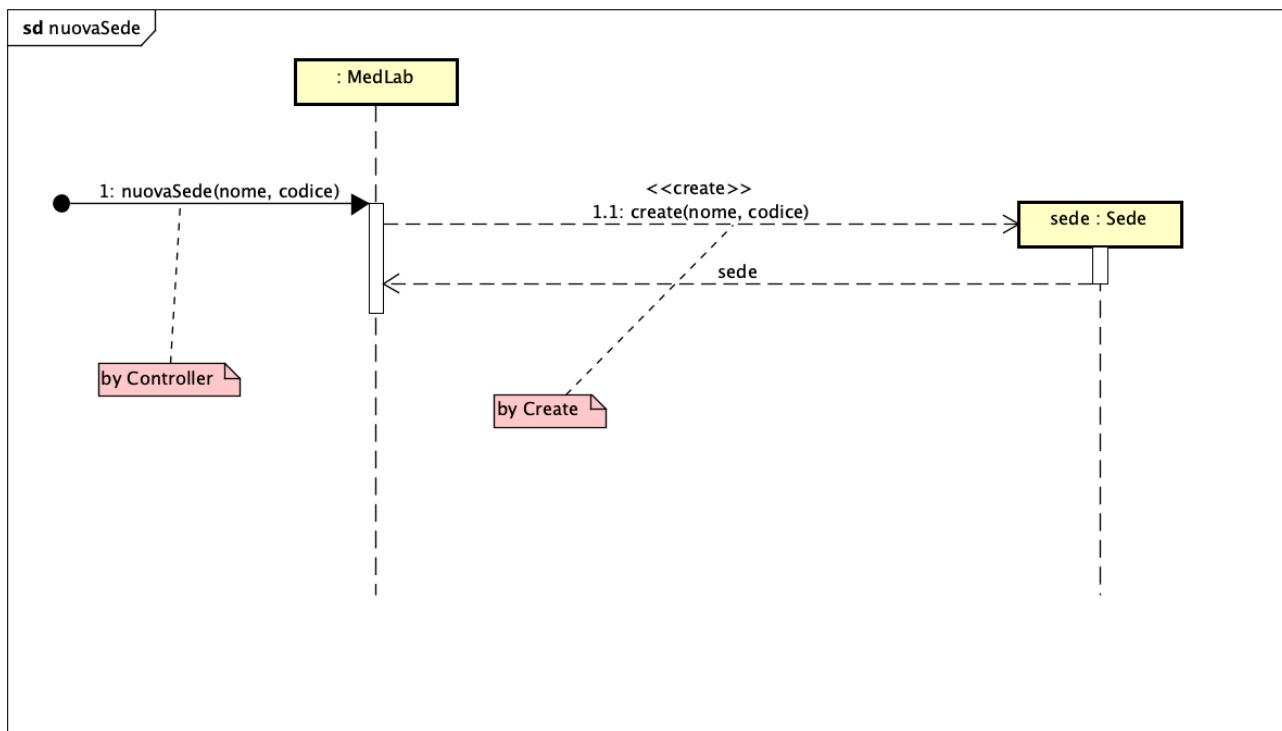 sd nuovaSede
: MedLab
1: nuovaSede(nome, codice)
<<create>>
1.1: create(nome, codice)
sede : Sede
sede
by Controller
by Create